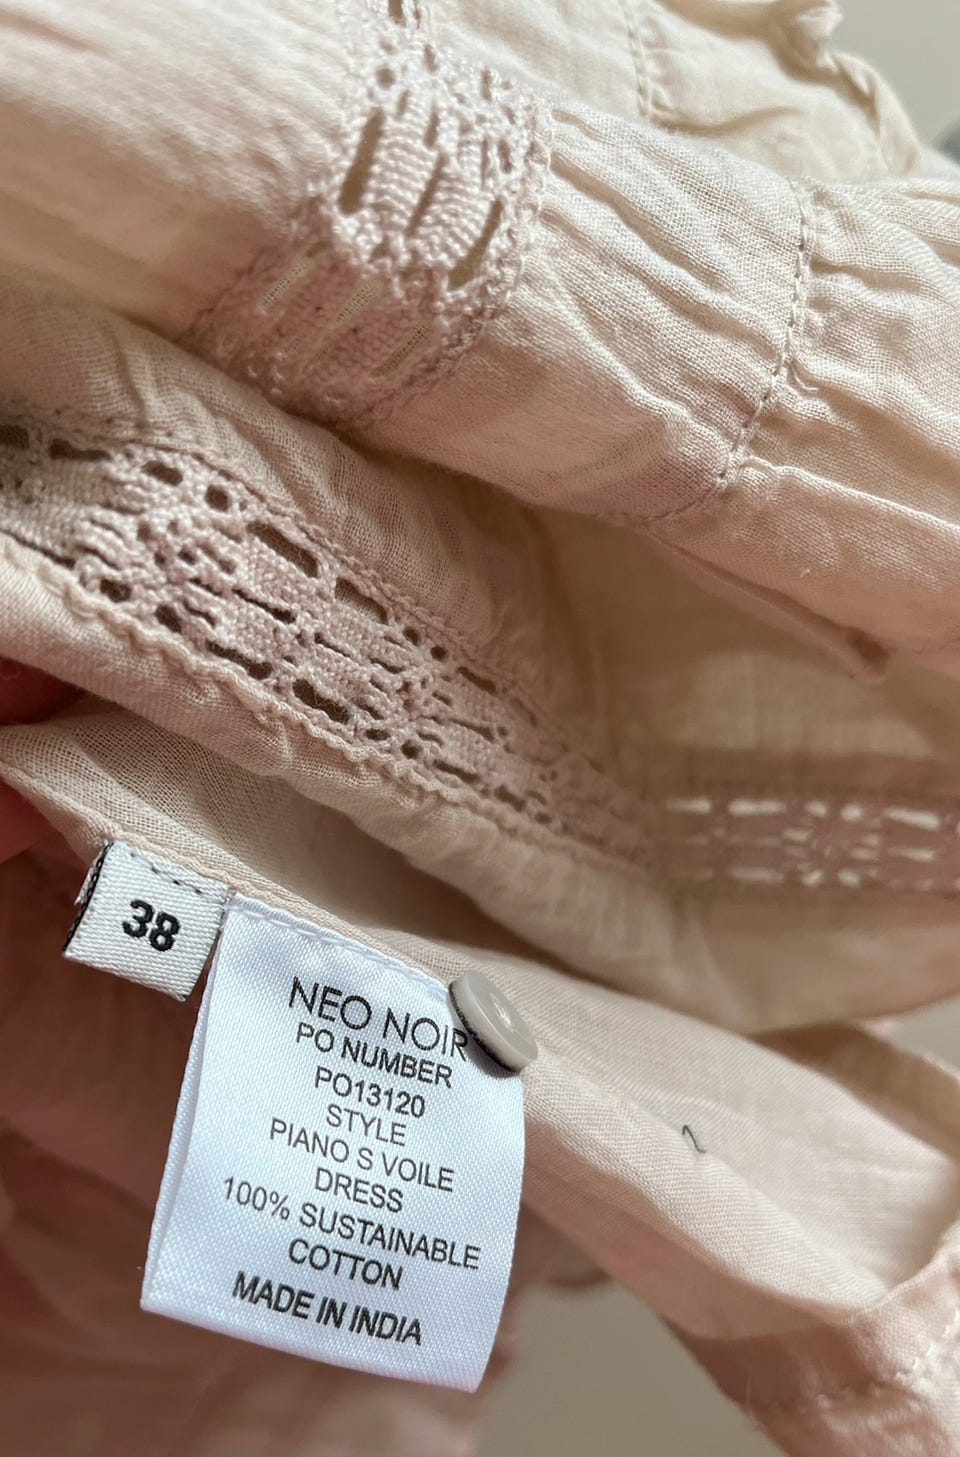 38
NEO NOIR
PO NUMBER
PO13120
STYLE
PIANO S VOILE
DRESS
100% SUSTAINABLE
COTTON
MADE IN INDIA